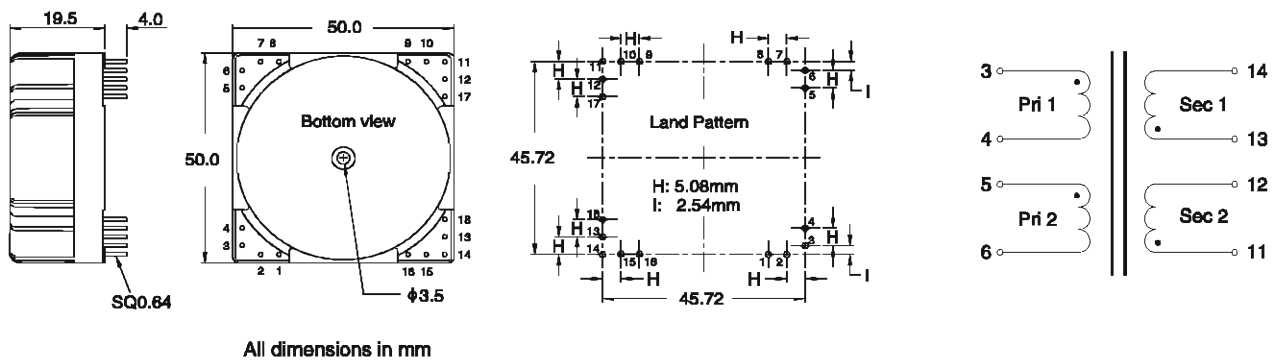 19.5
4.0
SQ0.64
50.0
50.0
7 8
9 10
6
5
11
12
17
Bottom view
4
3
18
13
14
2 1
16 15
ϕ3.5
All dimensions in mm
H
H
11
10
9
8
7
H
12
H
17
6
H
5
I
Land Pattern
45.72
H: 5.08mm
I: 2.54mm
18
H
13
H
14
15
16
1
2
4
H
3
I
H
H
45.72
3
Pri 1
4
5
Pri 2
6
14
Sec 1
13
12
Sec 2
11